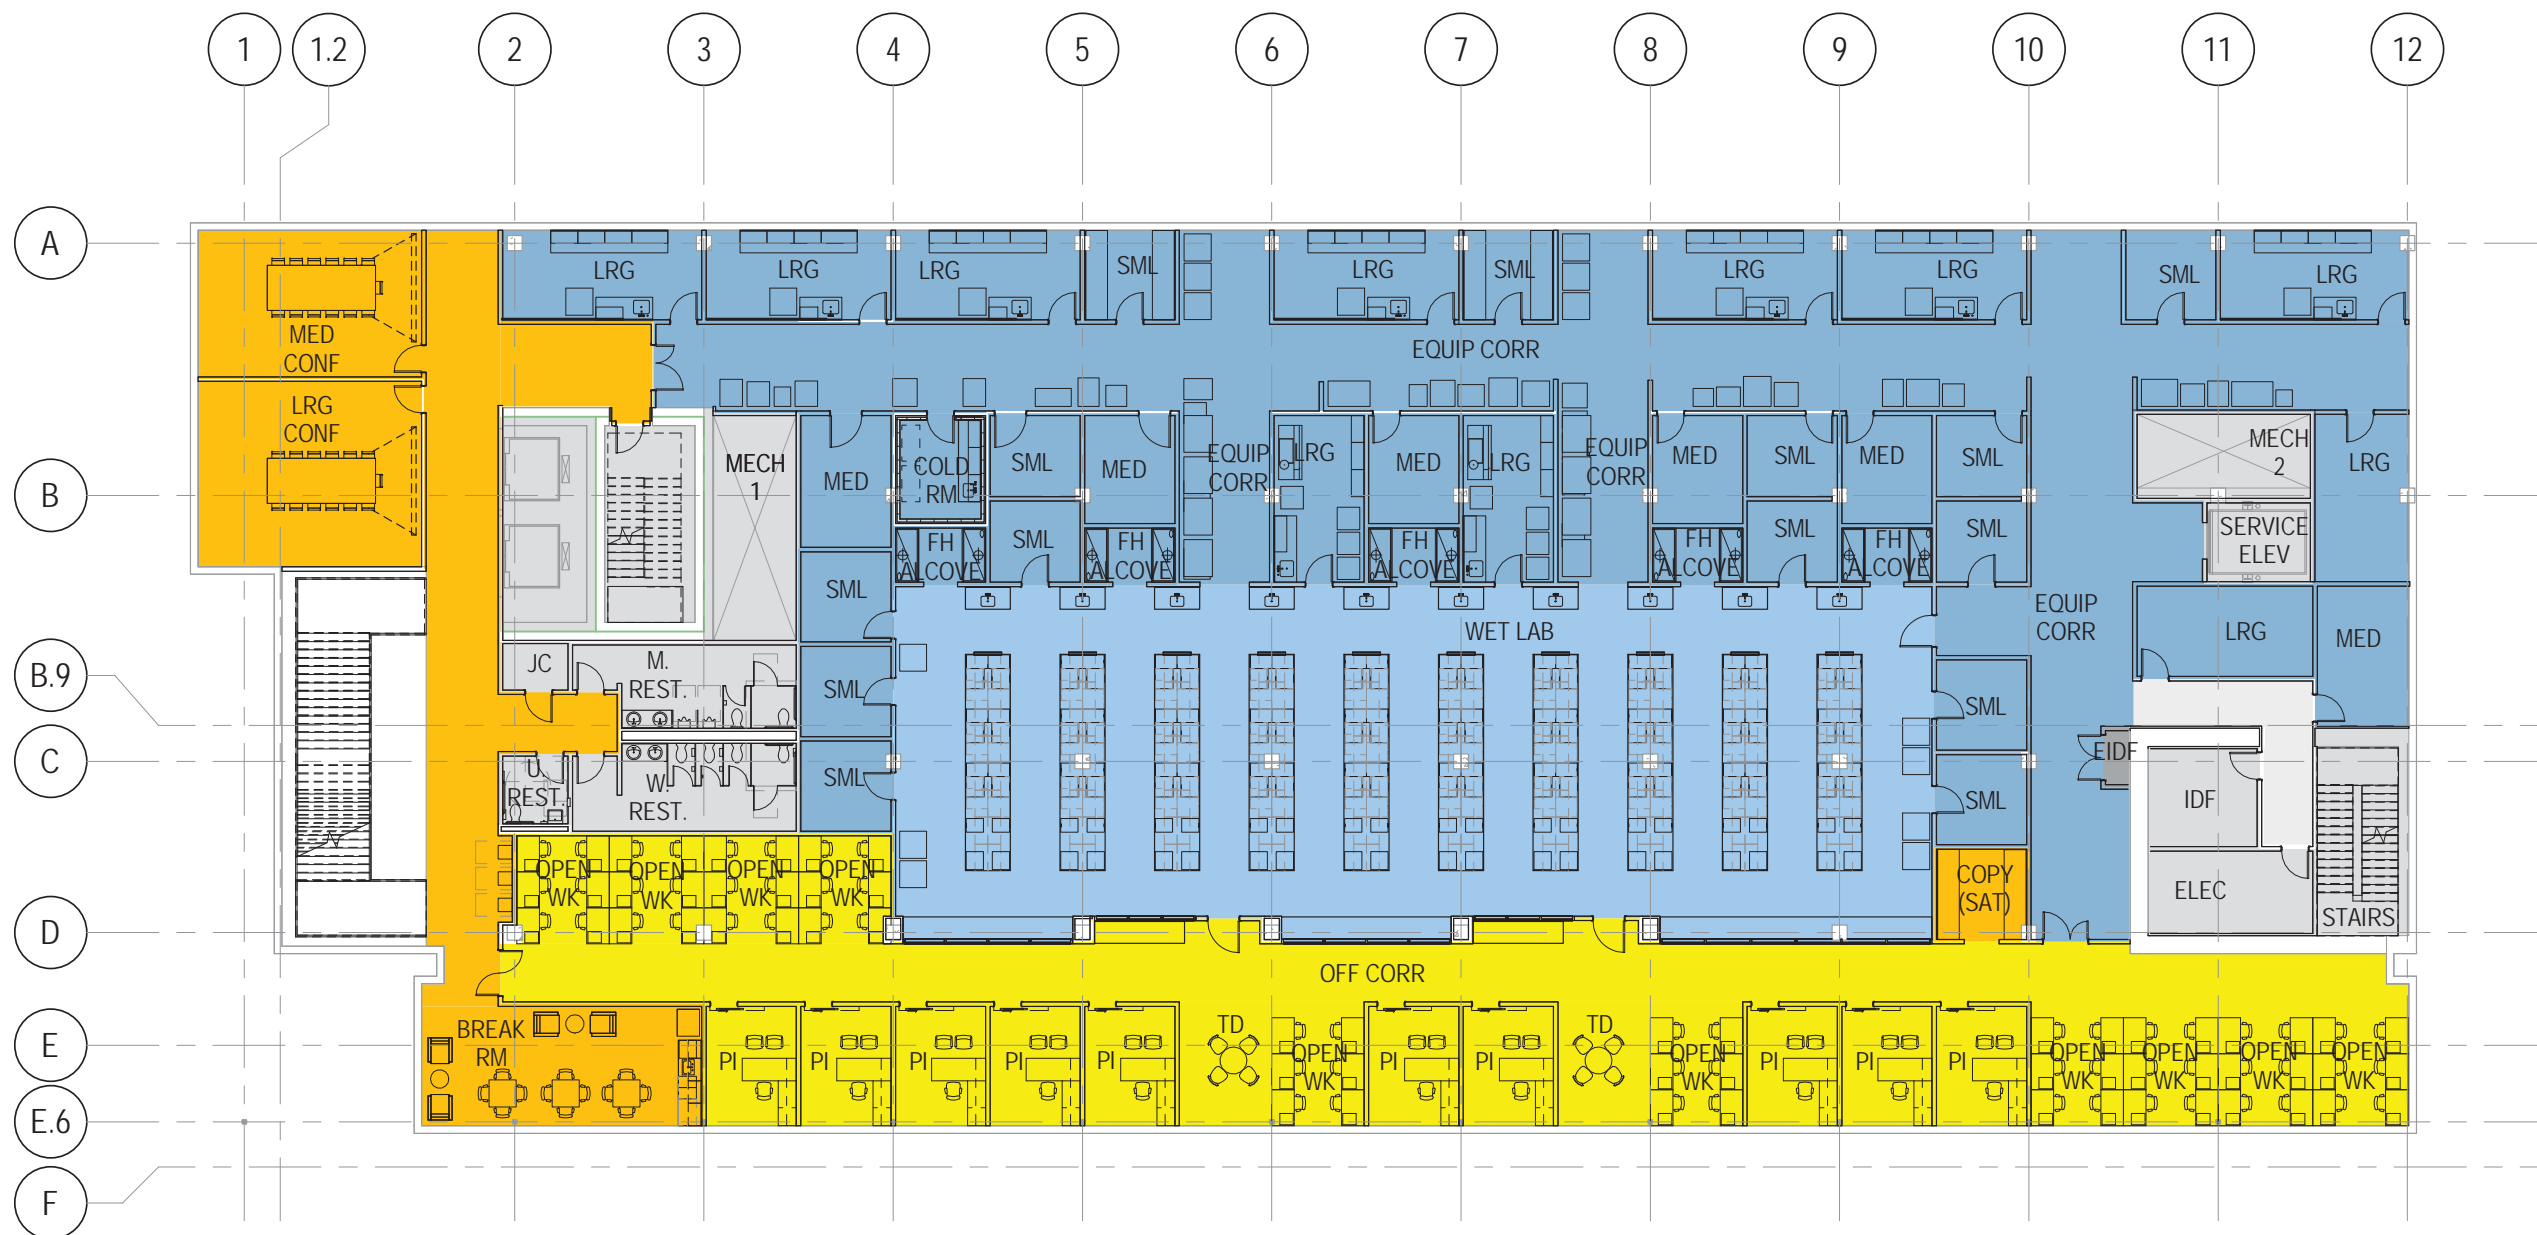 1
1.2
2
3
4
5
6
7
8
9
10
11
12
A
B
B.9
C
D
E
E.6
F
LRG
LRG
LRG
SML
LRG
SML
LRG
LRG
SML
LRG
MED
CONF
EQUIP CORR
LRG
CONF
MECH
1
MED
COLD
RM
SML
MED
EQUIP
CORR
LRG
MED
LRG
EQUIP
CORR
MED
SML
MED
SML
MECH
2
LRG
FH
ALCOVE
SML
FH
ALCOVE
FH
ALCOVE
FH
ALCOVE
SML
FH
ALCOVE
SML
SERVICE
ELEV
SML
WET LAB
EQUIP
CORR
LRG
MED
JC
M.
REST.
SML
SML
U.
REST.
W.
REST.
SML
SML
EIDF
IDF
OPEN
WK
OPEN
WK
OPEN
WK
OPEN
WK
COPY
(SAT)
ELEC
STAIRS
OFF CORR
BREAK
RM
PI
PI
PI
PI
PI
TD
OPEN
WK
PI
PI
TD
OPEN
WK
PI
PI
PI
OPEN
WK
OPEN
WK
OPEN
WK
OPEN
WK